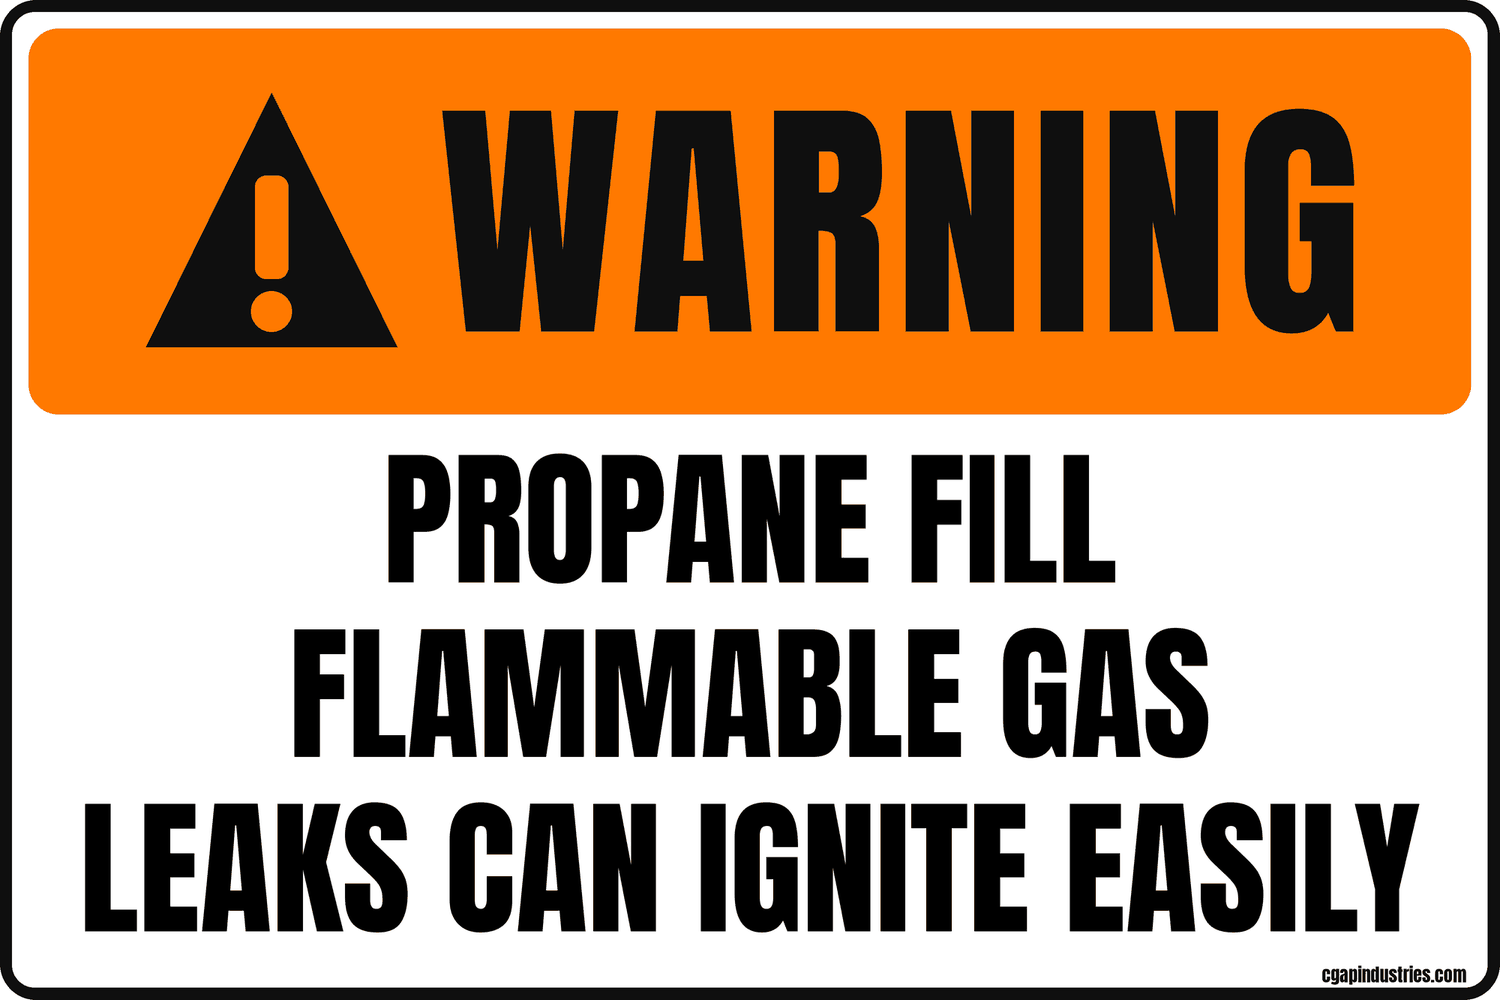 WARNING
PROPANE FILL
FLAMMABLE GAS
LEAKS CAN IGNITE EASILY
cgapindustries.com